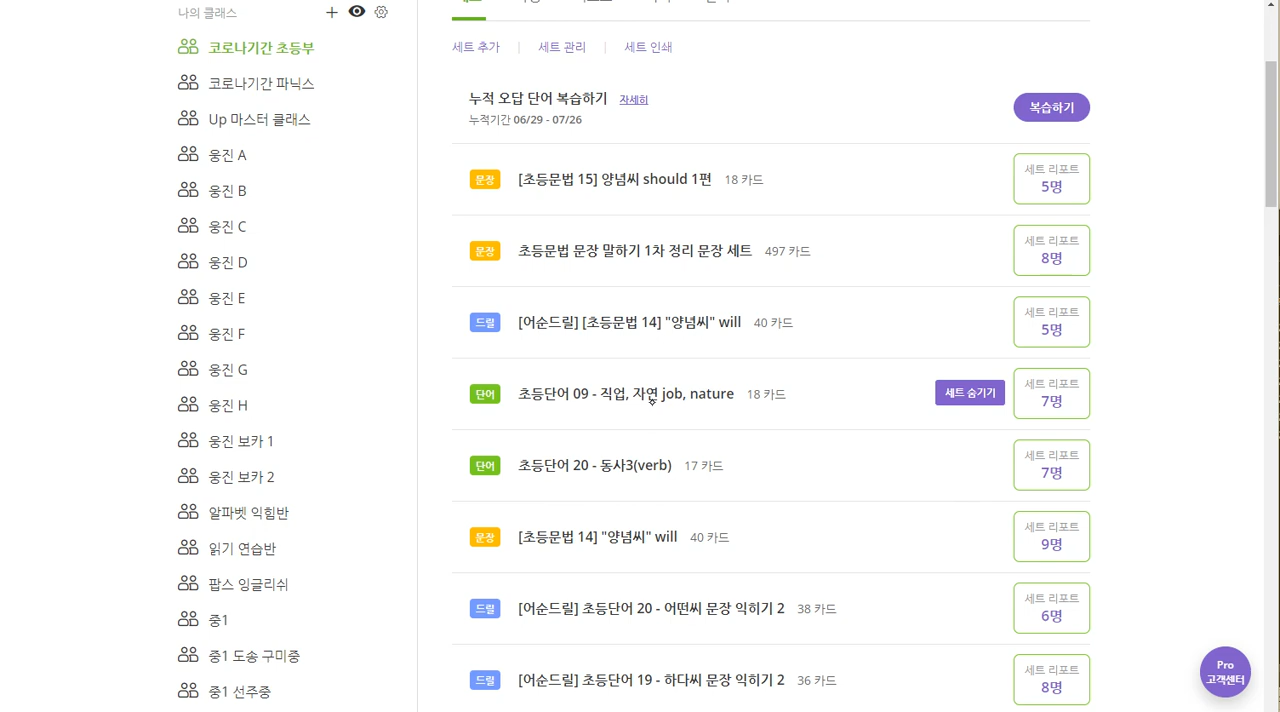 나의 클래스
코로나기간 초등부
코로나기간 파닉스
Up 마스터 클래스
웅진 A
웅진 B
웅진 C
웅진 D
웅진 E
웅진 F
웅진 G
웅진 H
웅진 보카 1
웅진 보카 2
알파벳 익힘반
읽기 연습반
팝스 잉글리쉬
중1
중1 도송 구미중
중1 선주중
세트 추가 | 세트 관리 | 세트 인쇄
누적 오답 단어 복습하기 자세히
누적기간 06/29 - 07/26
복습하기
문장 [초등문법 15] 양념씨 should 1편 18 카드
세트 리포트
5명
문장 초등문법 문장 말하기 1차 정리 문장 세트 497 카드
세트 리포트
8명
드릴 [어순드릴] [초등문법 14] "양념씨" will 40 카드
세트 리포트
5명
단어 초등단어 09 - 직업, 자연 job, nature 18 카드
세트 숨기기
세트 리포트
7명
단어 초등단어 20 - 동사3(verb) 17 카드
세트 리포트
7명
문장 [초등문법 14] "양념씨" will 40 카드
세트 리포트
9명
드릴 [어순드릴] 초등단어 20 - 어떤씨 문장 익히기 2 38 카드
세트 리포트
6명
드릴 [어순드릴] 초등단어 19 - 하다씨 문장 익히기 2 36 카드
세트 리포트
8명
Pro
고객센터